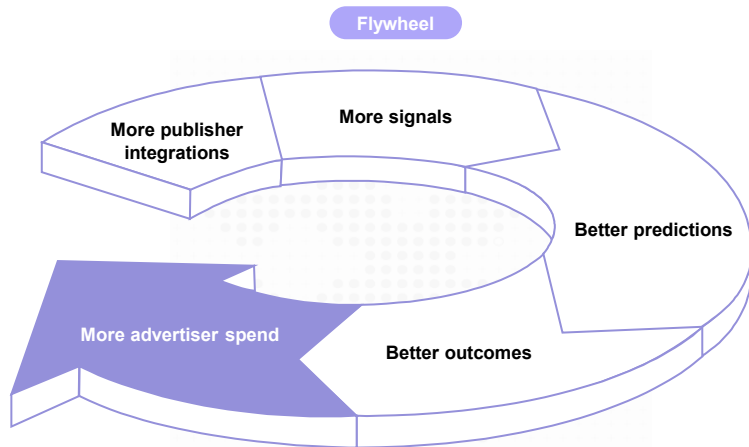 Flywheel
More publisher
integrations
More signals
Better predictions
Better outcomes
More advertiser spend